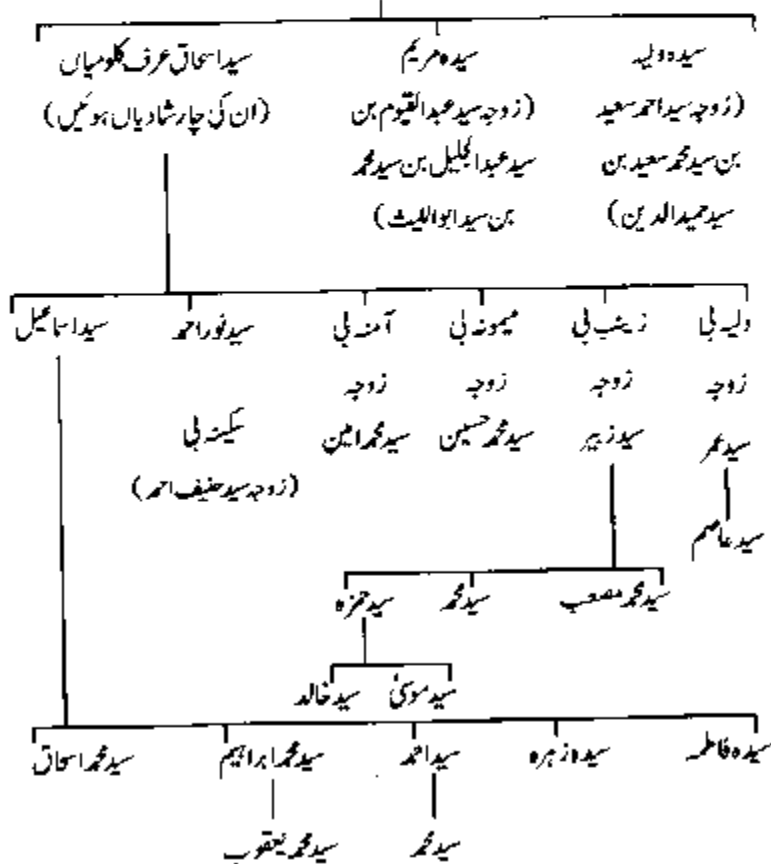 سیدہ ولیہ سیدہ مریم سید اسحاق عرف کلو میاں
(زوجہ سید احمد سعید (زوجہ سید عبدالقیوم بن (ان کی چار شادیاں ہوئیں)
بن سید محمد سعید بن سید عبدالجلیل بن سید محمد
سید حمید الدین) بن سید ابواللیث)
ولیہ بی زینب بی میمونہ بی آمنہ بی سید نور احمد سید اسماعیل
زوجہ زوجہ زوجہ زوجہ
سید عمر سید زبیر سید محمد حسین سید محمد امین سکینہ بی
(زوجہ سید حنیف احمد)
سید عاصم
سید محمد مصعب سید محمد سید حمزہ
سید موسیٰ سید خالد
سیدہ فاطمہ سیدہ زہرہ سید احمد سید محمد ابراہیم سید محمد اسحاق
سید محمد سید محمد یعقوب